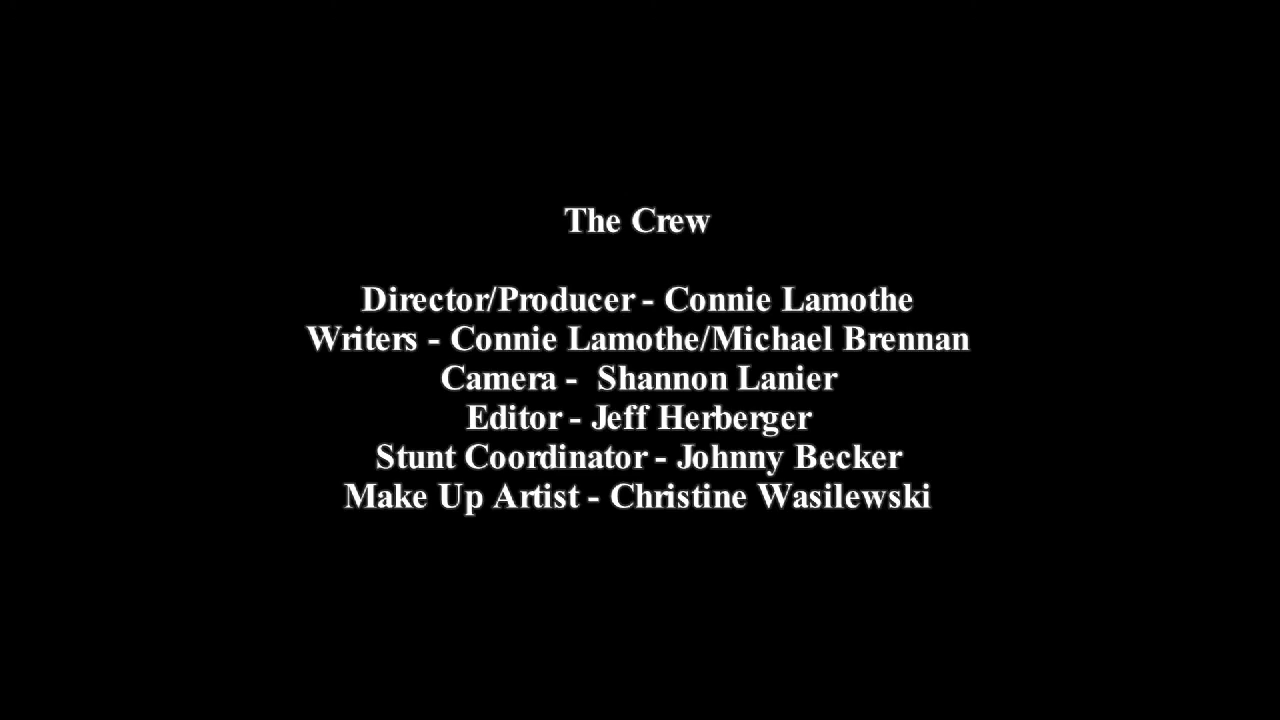 The Crew
Director/Producer - Connie Lamothe
Writers - Connie Lamothe/Michael Brennan
Camera -  Shannon Lanier
Editor - Jeff Herberger
Stunt Coordinator - Johnny Becker
Make Up Artist - Christine Wasilewski